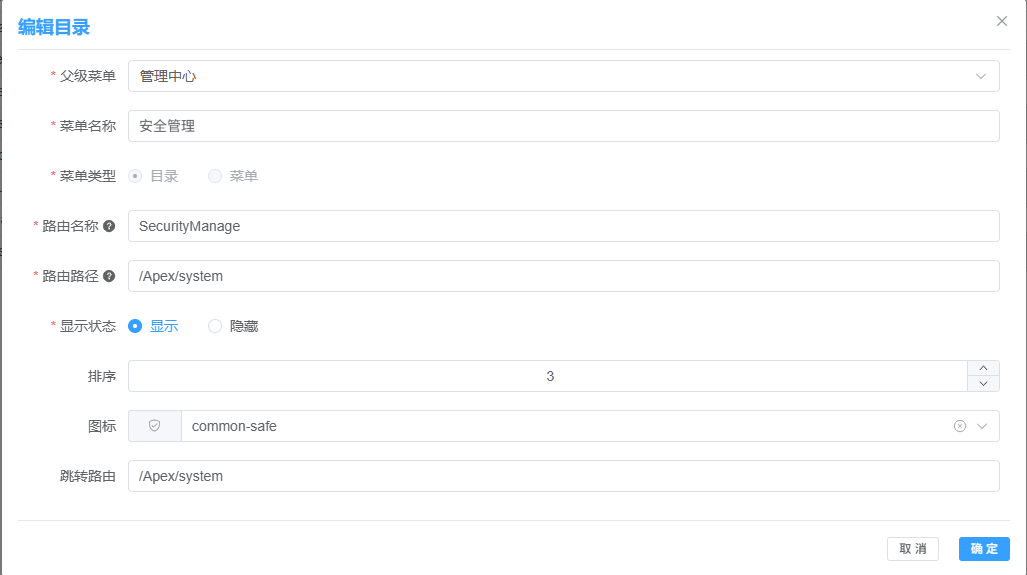 编辑目录
* 父级菜单 管理中心
* 菜单名称 安全管理
* 菜单类型 目录 菜单
* 路由名称 ? SecurityManage
* 路由路径 ? /Apex/system
* 显示状态 显示 隐藏
排序 3
图标 common-safe
跳转路由 /Apex/system
取消 确定